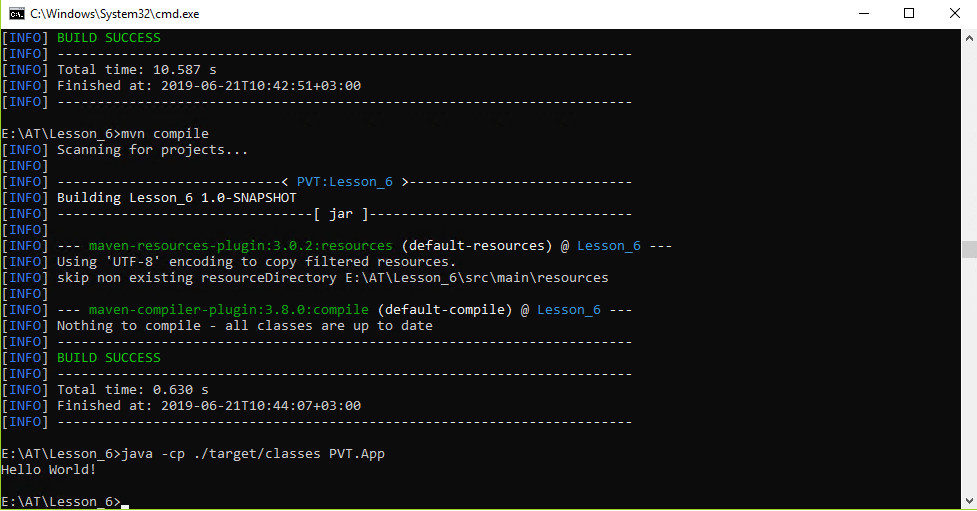 C:\Windows\System32\cmd.exe
[INFO] BUILD SUCCESS
[INFO] ------------------------------------------------------------------------
[INFO] Total time: 10.587 s
[INFO] Finished at: 2019-06-21T10:42:51+03:00
[INFO] ------------------------------------------------------------------------
E:\AT\Lesson_6>mvn compile
[INFO] Scanning for projects...
[INFO]
[INFO] ----------------------------< PVT:Lesson_6 >----------------------------
[INFO] Building Lesson_6 1.0-SNAPSHOT
[INFO] --------------------------------[ jar ]---------------------------------
[INFO]
[INFO] --- maven-resources-plugin:3.0.2:resources (default-resources) @ Lesson_6 ---
[INFO] Using 'UTF-8' encoding to copy filtered resources.
[INFO] skip non existing resourceDirectory E:\AT\Lesson_6\src\main\resources
[INFO]
[INFO] --- maven-compiler-plugin:3.8.0:compile (default-compile) @ Lesson_6 ---
[INFO] Nothing to compile - all classes are up to date
[INFO] ------------------------------------------------------------------------
[INFO] BUILD SUCCESS
[INFO] ------------------------------------------------------------------------
[INFO] Total time: 0.630 s
[INFO] Finished at: 2019-06-21T10:44:07+03:00
[INFO] ------------------------------------------------------------------------
E:\AT\Lesson_6>java -cp ./target/classes PVT.App
Hello World!
E:\AT\Lesson_6>